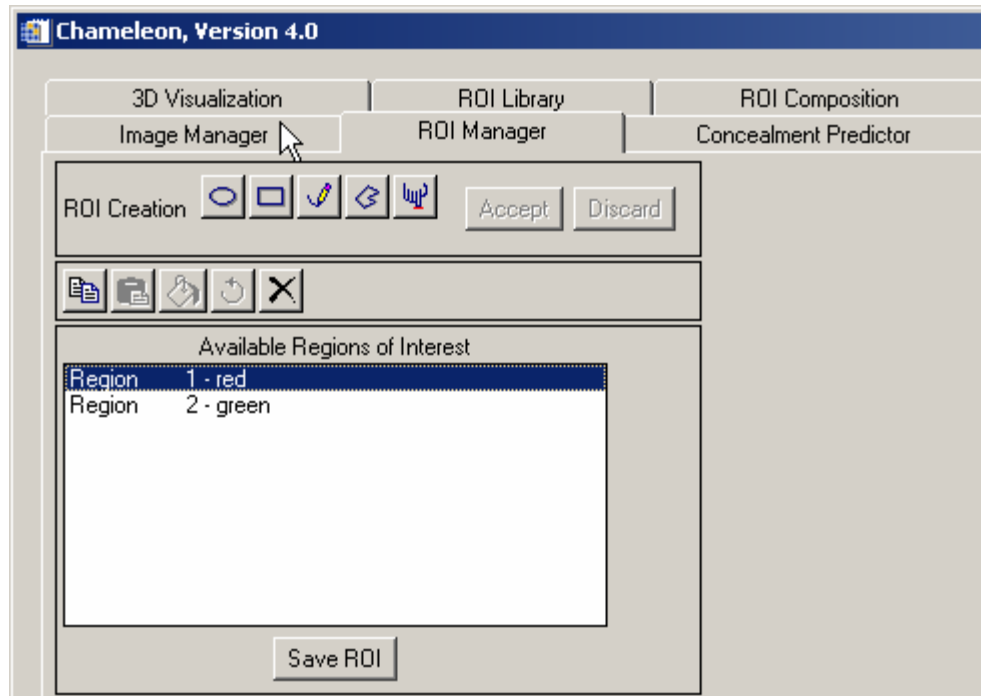 Chameleon, Version 4.0
3D Visualization ROI Library ROI Composition
Image Manager ROI Manager Concealment Predictor
ROI Creation Accept Discard
Available Regions of Interest
Region 1 - red
Region 2 - green
Save ROI